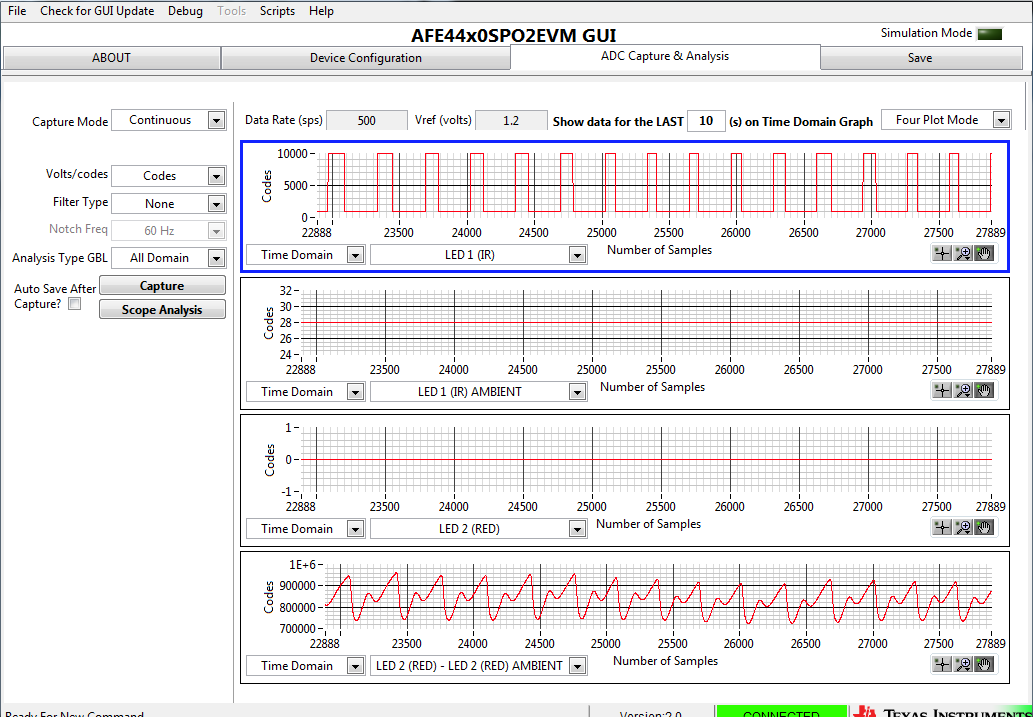 File Check for GUI Update Debug Tools Scripts Help
AFE44x0SPO2EVM GUI
Simulation Mode
ABOUT Device Configuration ADC Capture & Analysis Save
Capture Mode Continuous
Data Rate (sps) 500 Vref (volts) 1.2 Show data for the LAST 10 (s) on Time Domain Graph Four Plot Mode
Volts/codes Codes
Filter Type None
Notch Freq 60 Hz
Analysis Type GBL All Domain
Auto Save After
Capture?
Capture
Scope Analysis
Codes
10000
5000
0
22888 23500 24000 24500 25000 25500 26000 26500 27000 27889
Time Domain LED 1 (IR) Number of Samples
Codes
32
30
28
26
24
22888 23500 24000 24500 25000 25500 26000 26500 27000 27500 27889
Time Domain LED 1 (IR) AMBIENT Number of Samples
Codes
1
0
-1
22888 23500 24000 24500 25000 25500 26000 26500 27000 27500 27889
Time Domain LED 2 (RED) Number of Samples
Codes
1E+6
900000
800000
700000
22888 23500 24000 24500 25000 25500 26000 26500 27000 27500 27889
Time Domain LED 2 (RED) - LED 2 (RED) AMBIENT Number of Samples
Ready For New Command Version:2.0 CONNECTED TEXAS INSTRUMENTS